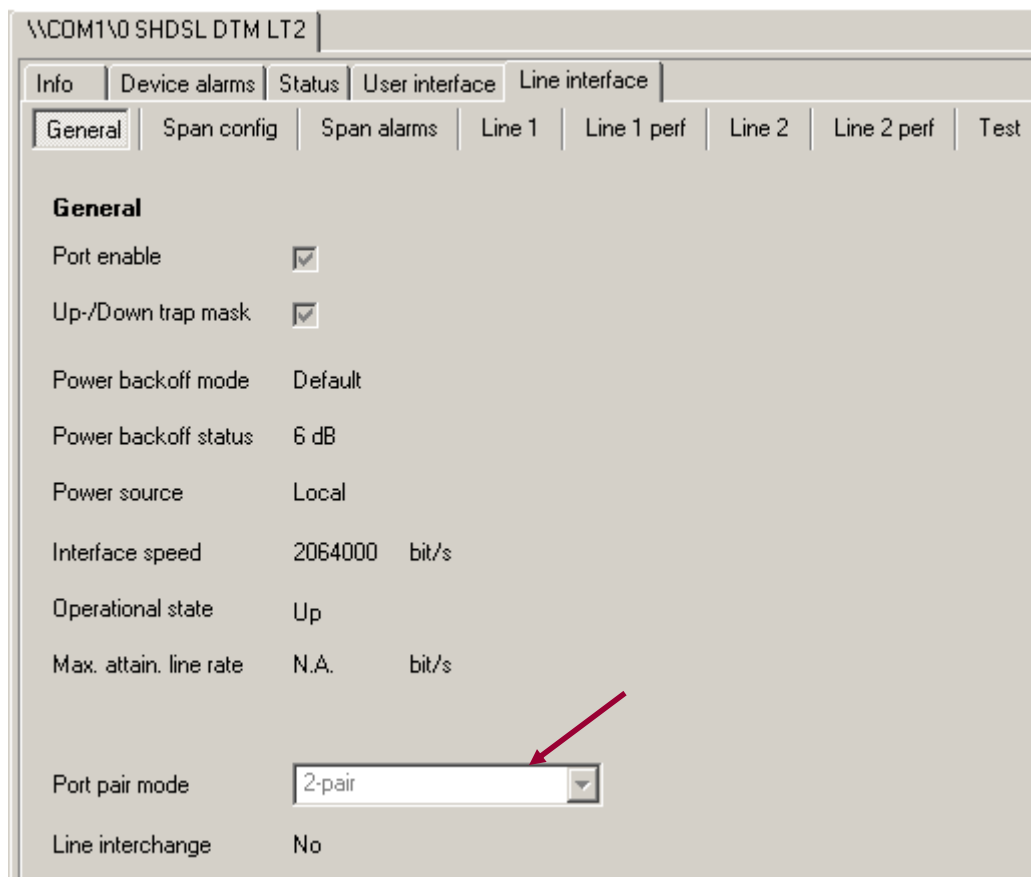 \\COM1\0 SHDSL DTM LT2
Info Device alarms Status User interface Line interface
General Span config Span alarms Line 1 Line 1 perf Line 2 Line 2 perf Test
General
Port enable
Up-/Down trap mask
Power backoff mode Default
Power backoff status 6 dB
Power source Local
Interface speed 2064000 bit/s
Operational state Up
Max. attain. line rate N.A. bit/s
Port pair mode 2-pair
Line interchange No